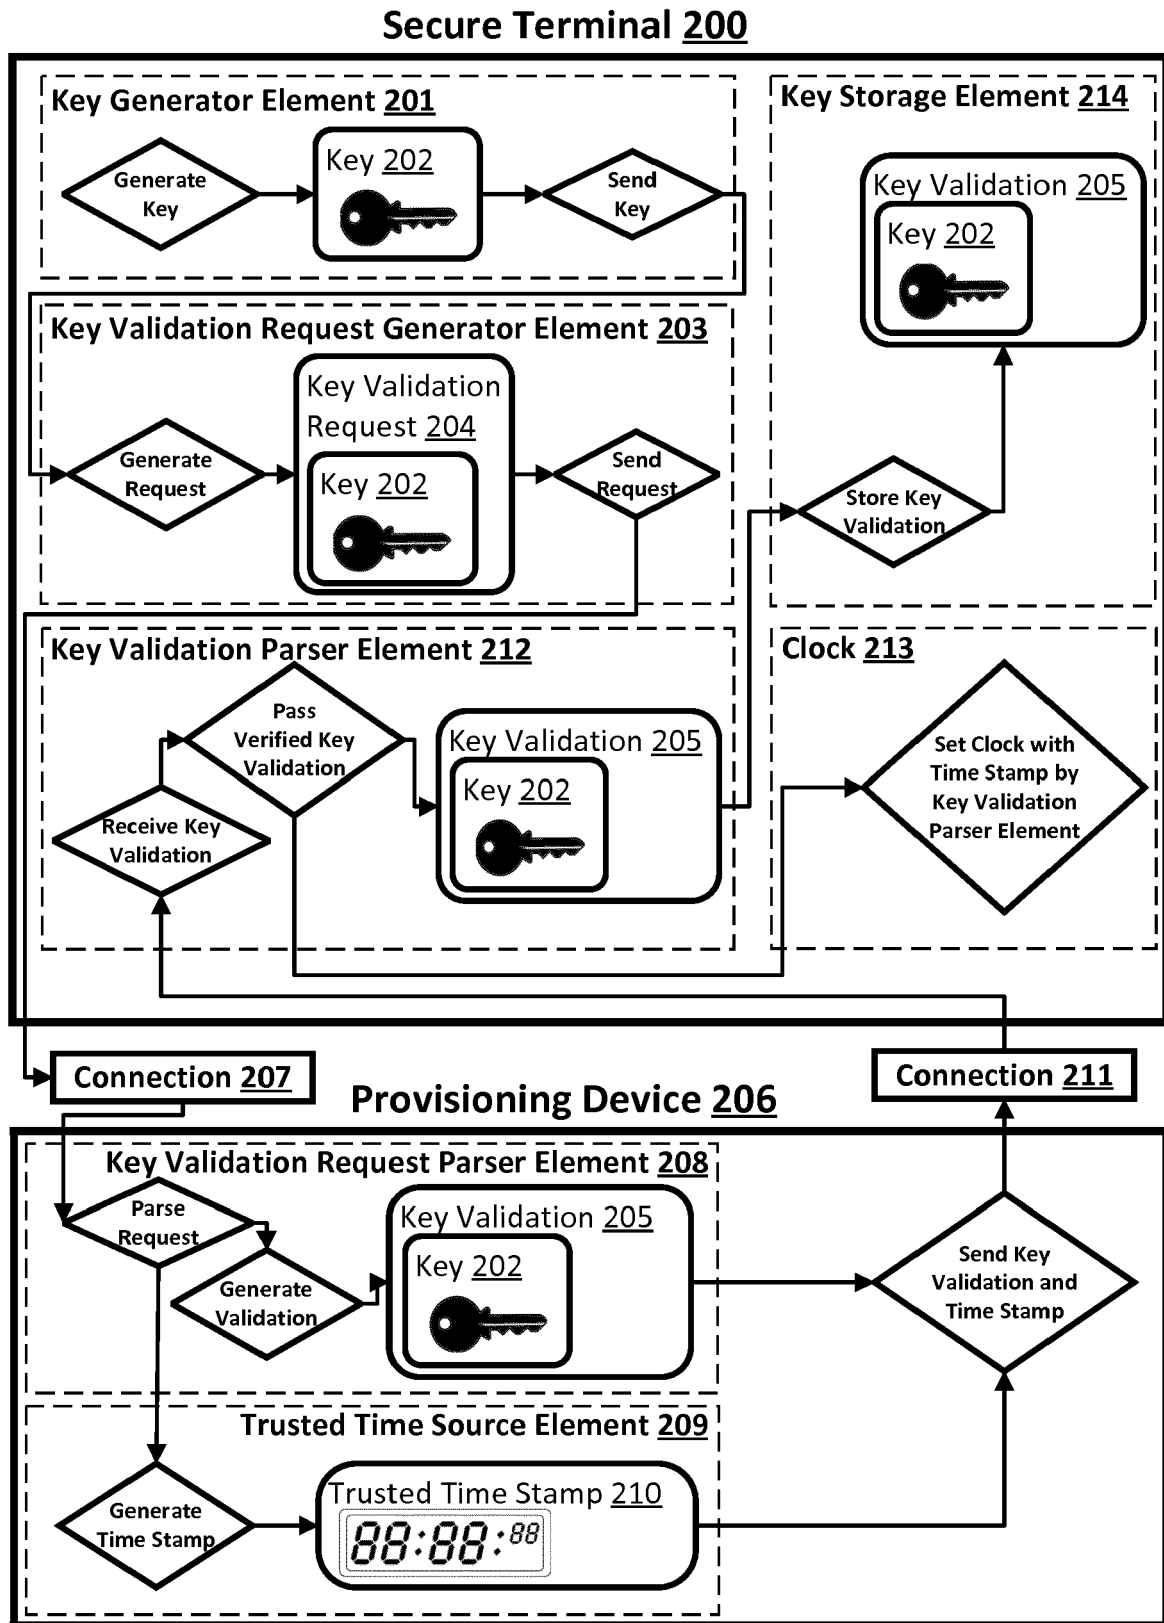 Secure Terminal 200
Key Generator Element 201
Generate
Key
Key 202
Send
Key
Key Storage Element 214
Key Validation 205
Key 202
Key Validation Request Generator Element 203
Generate
Request
Key Validation
Request 204
Key 202
Send
Request
Store Key
Validation
Key Validation Parser Element 212
Pass
Verified Key
Validation
Receive Key
Validation
Key Validation 205
Key 202
Clock 213
Set Clock with
Time Stamp by
Key Validation
Parser Element
Connection 207
Connection 211
Provisioning Device 206
Key Validation Request Parser Element 208
Parse
Request
Generate
Validation
Key Validation 205
Key 202
Send Key
Validation and
Time Stamp
Trusted Time Source Element 209
Generate
Time Stamp
Trusted Time Stamp 210
88:88:88